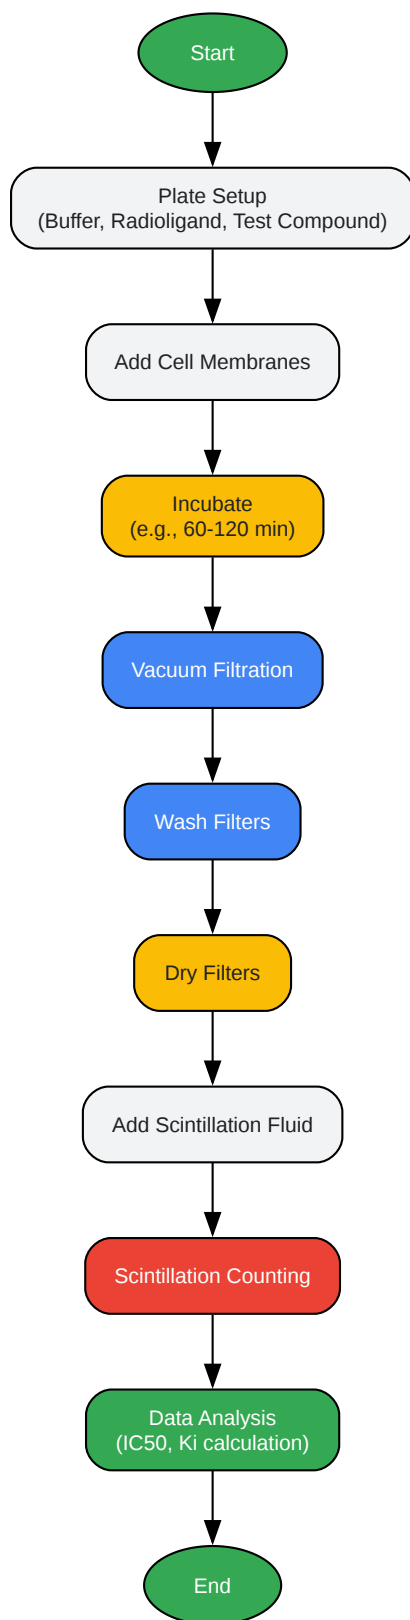 Start
Plate Setup
(Buffer, Radioligand, Test Compound)
Add Cell Membranes
Incubate
(e.g., 60-120 min)
Vacuum Filtration
Wash Filters
Dry Filters
Add Scintillation Fluid
Scintillation Counting
Data Analysis
(IC50, Ki calculation)
End